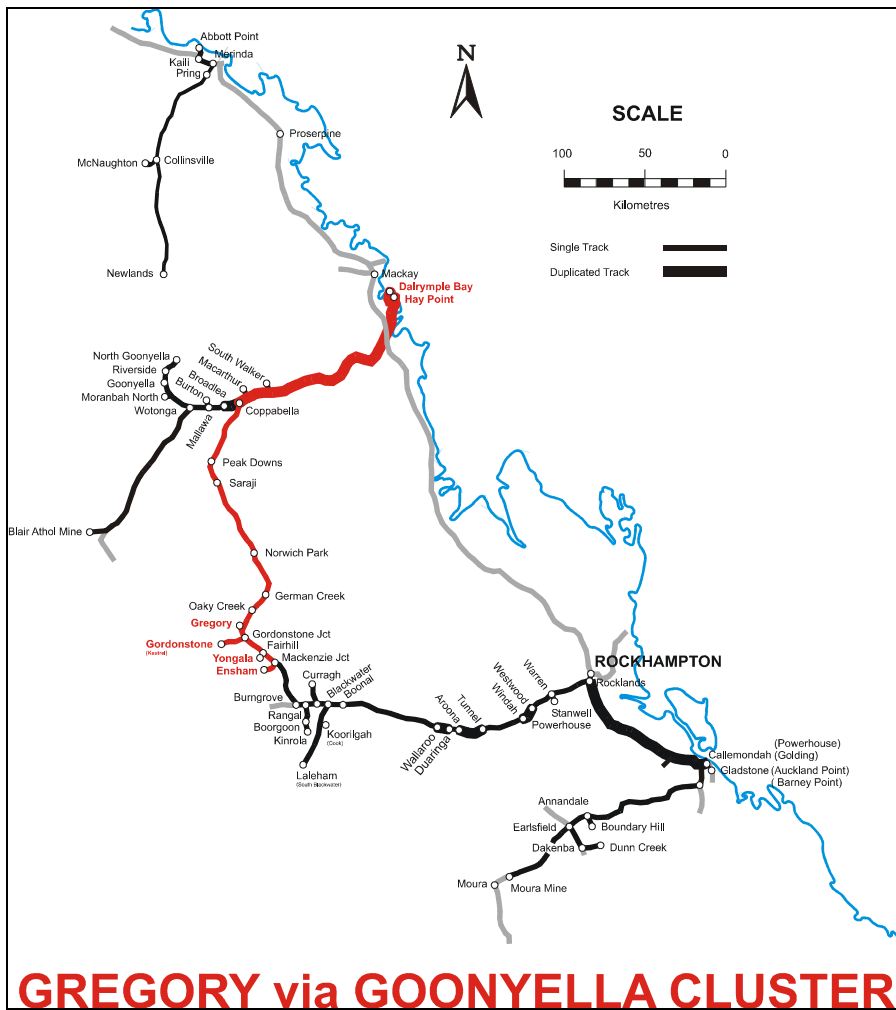 Abbott Point
Merinda
Kaili
Pring
N
SCALE
100 50 0
Kilometres
Single Track
Duplicated Track
Proserpine
McNaughton
Collinsville
Newlands
Mackay
Dalrymple Bay
Hay Point
North Goonyella
Riverside
Goonyella
Moranbah North
Wotonga
South Walker
Macarthur
Broadlea
Burton
Mallawa
Coppabella
Peak Downs
Saraji
Blair Athol Mine
Norwich Park
German Creek
Oaky Creek
Gregory
Gordonstone Jct
Gordonstone
(Kestrel)
Fairhill
Yongala
Mackenzie Jct
Ensham
Curragh
Blackwater
Boonal
Burngrove
Rangal
Boorgoon
Kinrola
Koorilgah
(Cook)
Laleham
(South Blackwater)
Wallaroo
Duaringa
Aroona
Tunnel
Windah
Westwood
Warren
Stanwell
Powerhouse
ROCKHAMPTON
Rocklands
Callemondah (Powerhouse)
(Golding)
Gladstone (Auckland Point)
( Barney Point)
Annandale
Earlsfield
Boundary Hill
Dakenba
Dunn Creek
Moura
Moura Mine
GREGORY via GOONYELLA CLUSTER